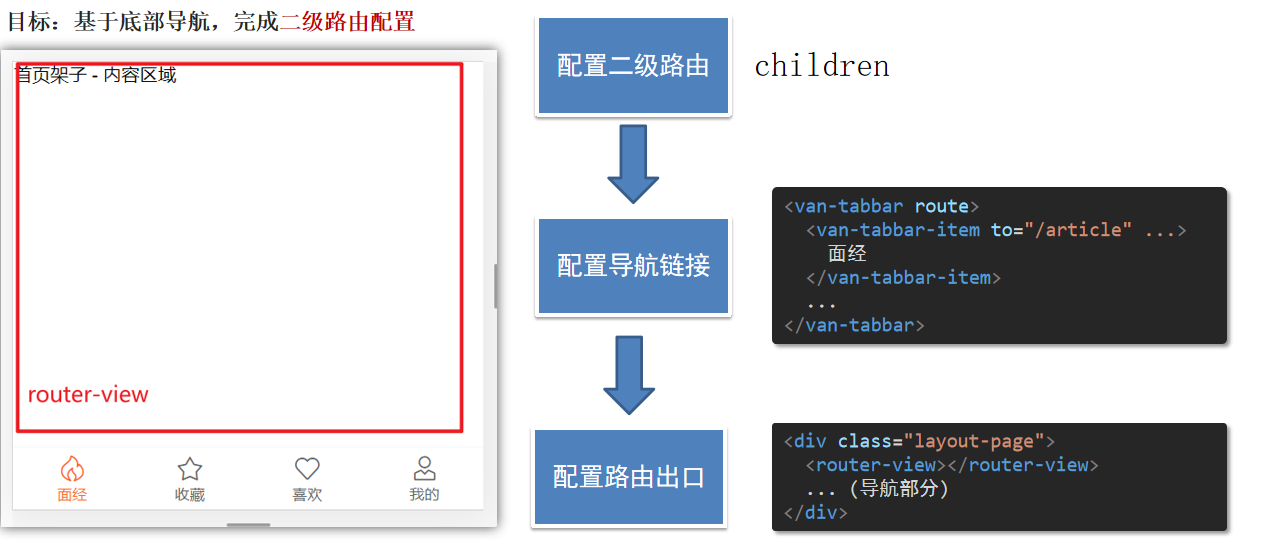 目标：基于底部导航，完成二级路由配置
首页架子 - 内容区域
router-view
面经
收藏
喜欢
我的
配置二级路由
children
配置导航链接
<van-tabbar route>
  <van-tabbar-item to="/article" ...>
    面经
  </van-tabbar-item>
  ...
</van-tabbar>
配置路由出口
<div class="layout-page">
  <router-view></router-view>
  ... (导航部分)
</div>